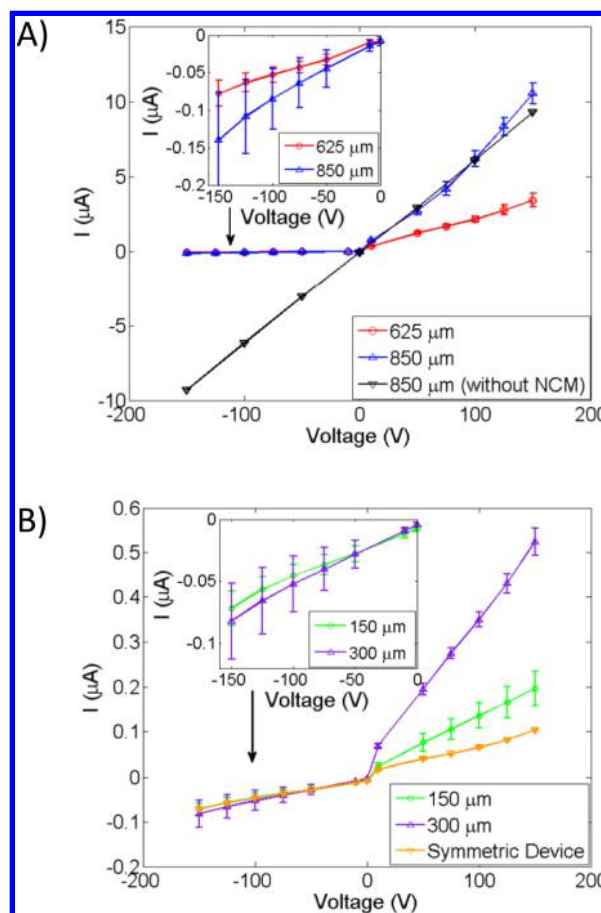 A)
15
10
5
0
-5
-10
-200
-100
0
100
200
I (µA)
Voltage (V)
0
-0.05
-0.1
-0.15
-0.2
-150
-100
-50
0
I (µA)
Voltage (V)
625 µm
850 µm
625 µm
850 µm
850 µm (without NCM)
B)
0.6
0.5
0.4
0.3
0.2
0.1
0
-0.1
-0.2
-200
-100
0
100
200
I (µA)
Voltage (V)
0
-0.05
-0.1
-150
-100
-50
0
I (µA)
Voltage (V)
150 µm
300 µm
150 µm
300 µm
Symmetric Device